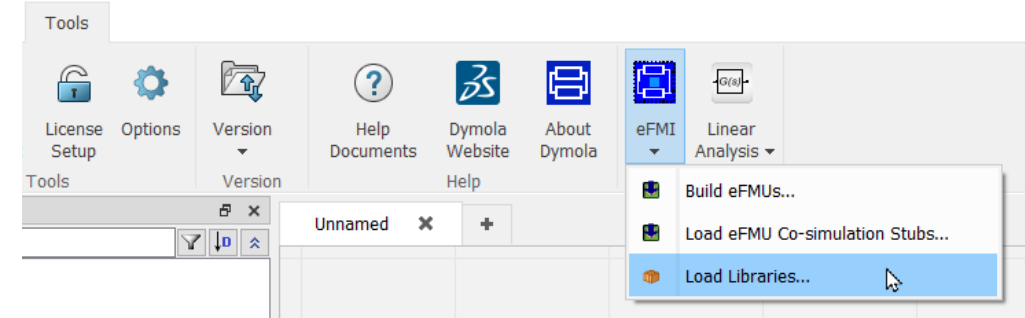 Tools
License
Setup
Options
Version
Help
Documents
Dymola
Website
About
Dymola
eFMI
G(s)
Linear
Analysis
Tools
Version
Help
Unnamed
Build eFMUs...
Load eFMU Co-simulation Stubs...
Load Libraries...